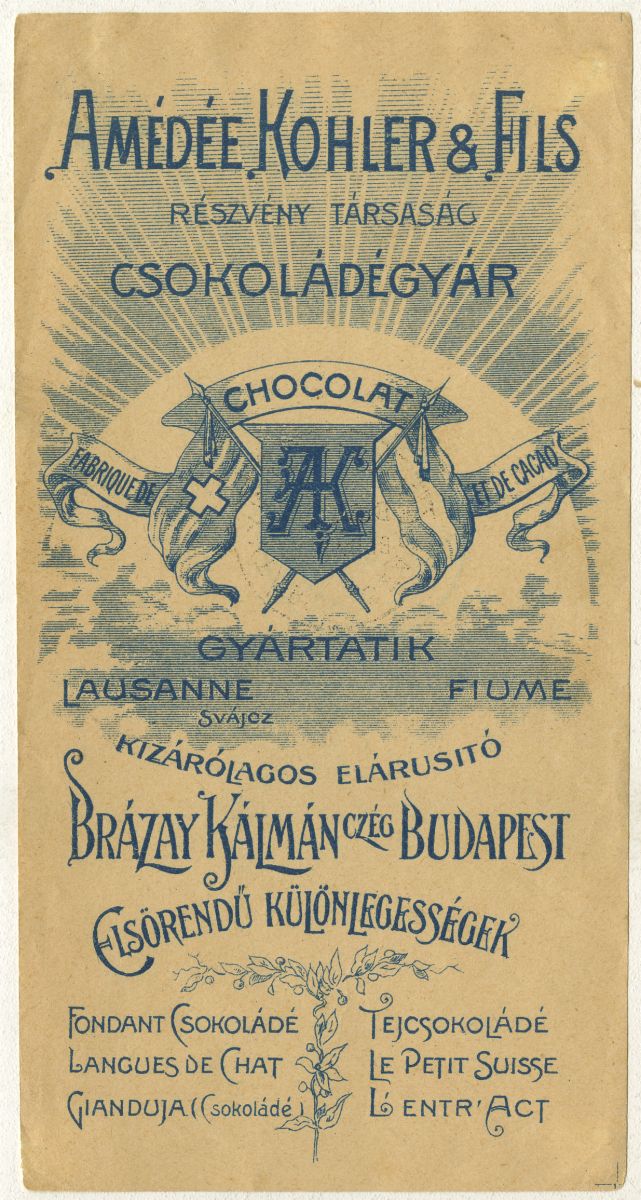 AMÉDÉE KOHLER & FILS
RÉSZVÉNY TÁRSASÁG
CSOKOLÁDÉGYÁR
CHOCOLAT
FABRIQUE DE
ET DE CACAO
AK
GYÁRTATIK
LAUSANNE FIUME
SVÁJCZ
KIZÁRÓLAGOS ELÁRUSITÓ
BRÁZAY KÁLMÁN CZÉG BUDAPEST
ELSÖRENDŰ KÜLÖNLEGESSÉGEK
FONDANT CSOKOLÁDÉ
LANGUES DE CHAT
GIANDUJA (Csokoládé)
TEJCSOKOLÁDÉ
LE PETIT SUISSE
L' ENTR'ACT